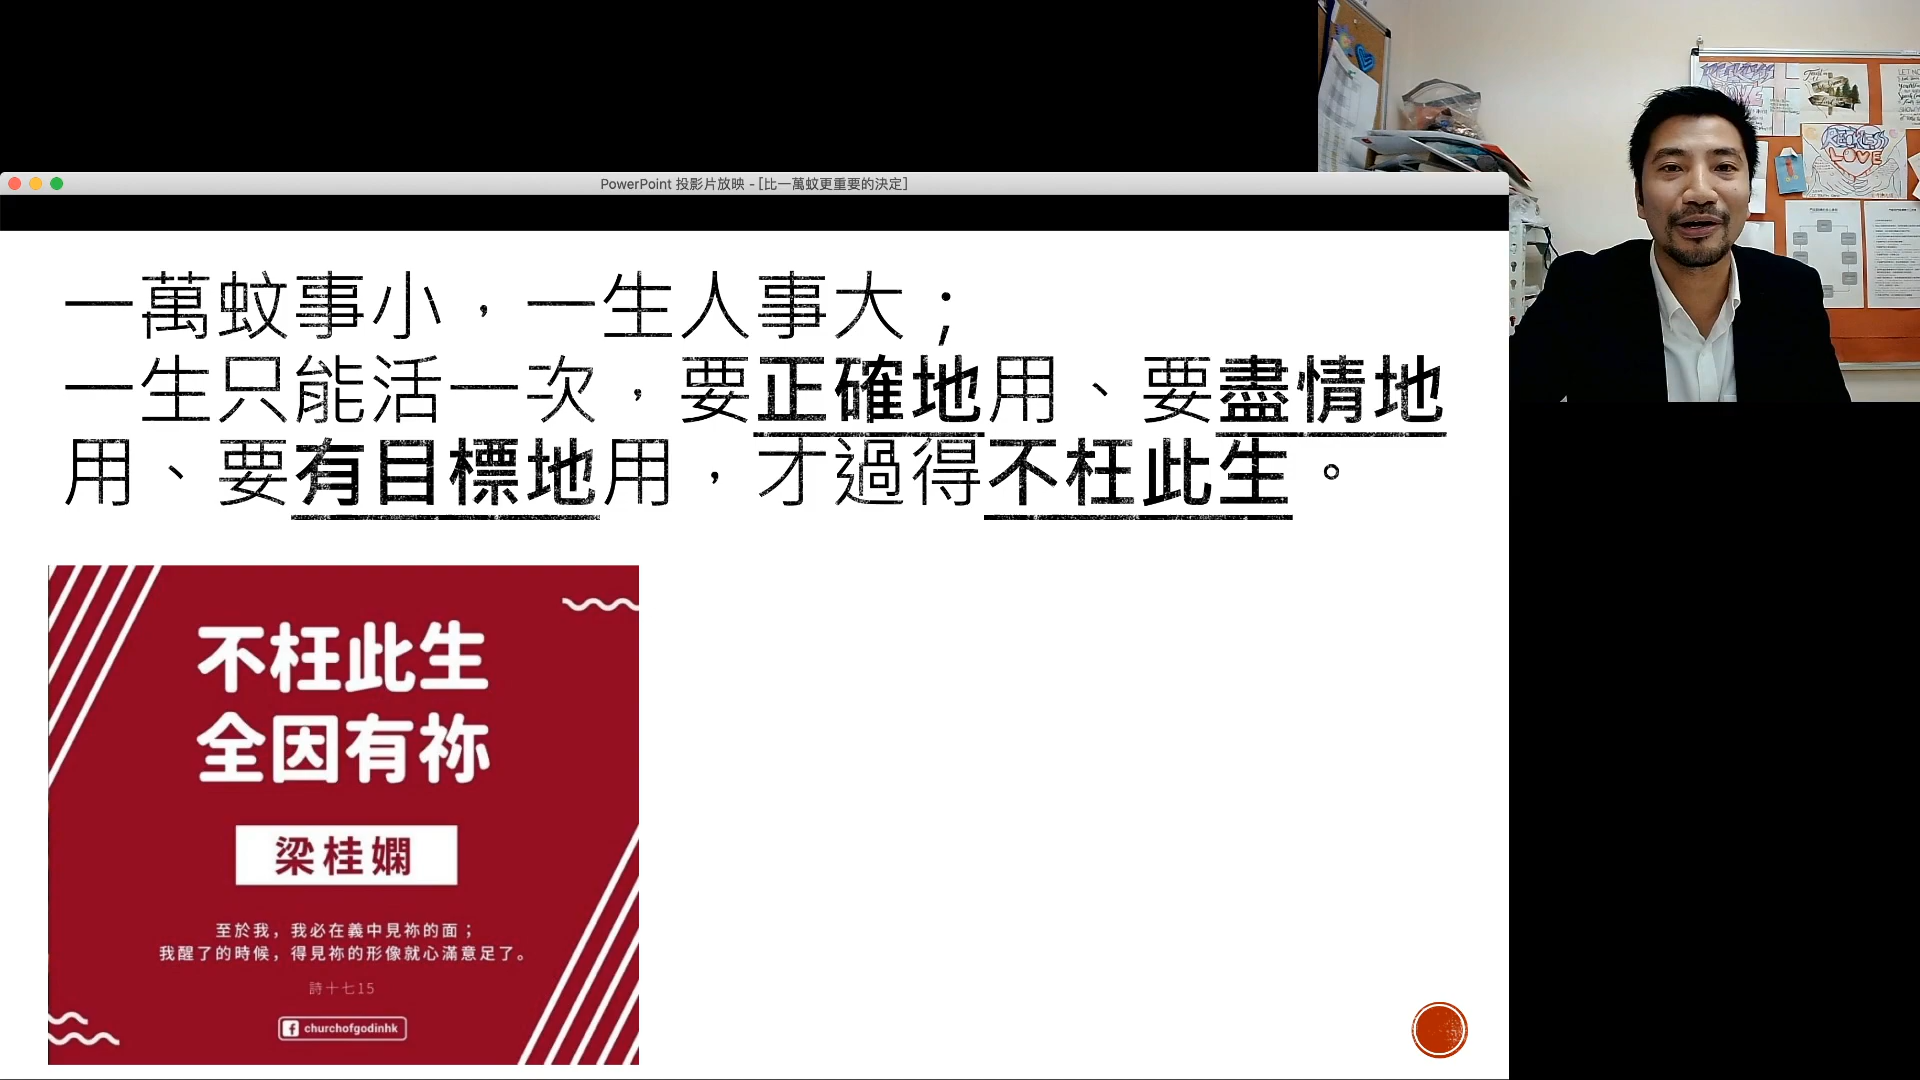 PowerPoint 投影片放映 - [比一萬蚊更重要的決定]
一萬蚊事小，一生人事大；
一生只能活一次，要正確地用、要盡情地
用、要有目標地用，才過得不枉此生。
不枉此生
全因有祢
梁桂嫻
至於我，我必在義中見祢的面；
我醒了的時候，得見祢的形像就心滿意足了。
詩十七15
churchofgodinhk
RECKLESS
LOVE